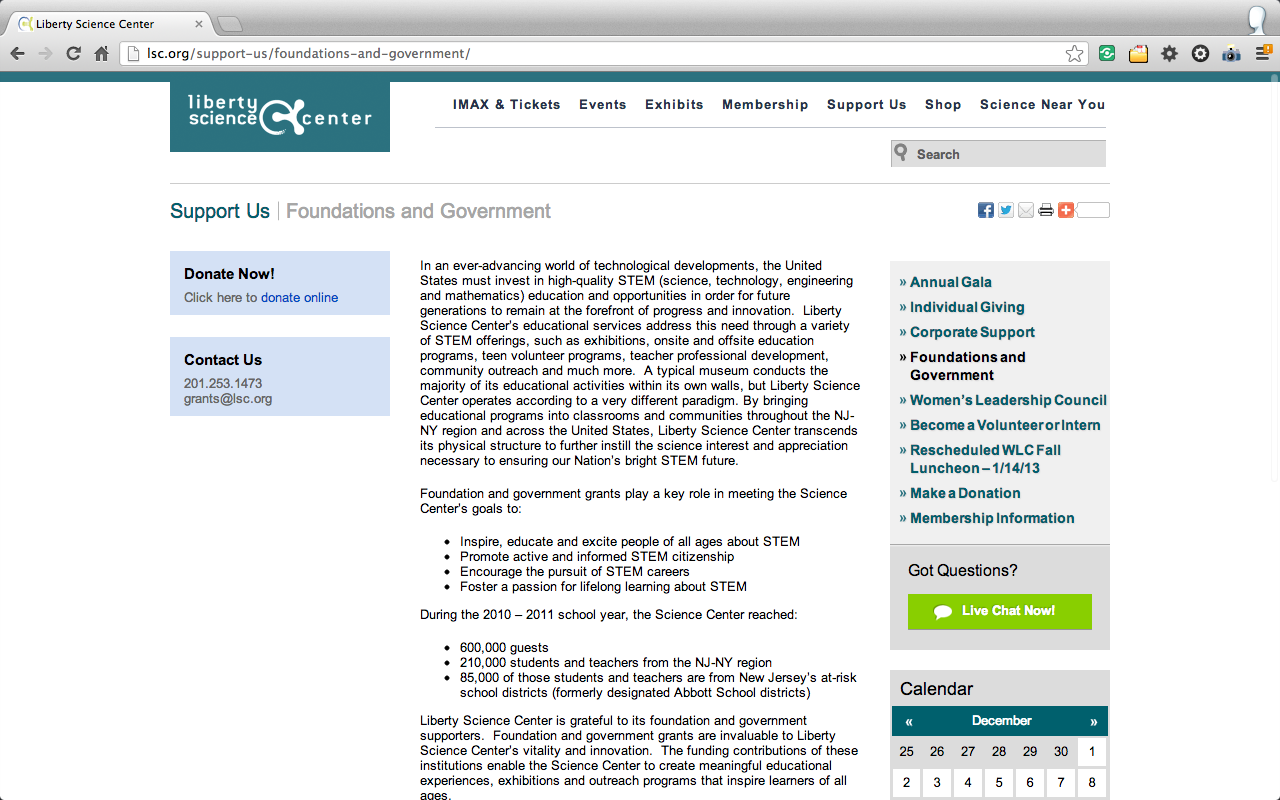 Liberty Science Center
lsc.org/support-us/foundations-and-government/
liberty
science center
IMAX & Tickets Events Exhibits Membership Support Us Shop Science Near You
Search
Support Us | Foundations and Government
Donate Now!
Click here to donate online
Contact Us
201.253.1473
grants@lsc.org
In an ever-advancing world of technological developments, the United
States must invest in high-quality STEM (science, technology, engineering
and mathematics) education and opportunities in order for future
generations to remain at the forefront of progress and innovation. Liberty
Science Center's educational services address this need through a variety
of STEM offerings, such as exhibitions, onsite and offsite education
programs, teen volunteer programs, teacher professional development,
community outreach and much more. A typical museum conducts the
majority of its educational activities within its own walls, but Liberty Science
Center operates according to a very different paradigm. By bringing
educational programs into classrooms and communities throughout the NJ-
NY region and across the United States, Liberty Science Center transcends
its physical structure to further instill the science interest and appreciation
necessary to ensuring our Nation's bright STEM future.
Foundation and government grants play a key role in meeting the Science
Center's goals to:
• Inspire, educate and excite people of all ages about STEM
• Promote active and informed STEM citizenship
• Encourage the pursuit of STEM careers
• Foster a passion for lifelong learning about STEM
During the 2010 – 2011 school year, the Science Center reached:
• 600,000 guests
• 210,000 students and teachers from the NJ-NY region
• 85,000 of those students and teachers are from New Jersey's at-risk
school districts (formerly designated Abbott School districts)
Liberty Science Center is grateful to its foundation and government
supporters. Foundation and government grants are invaluable to Liberty
Science Center's vitality and innovation. The funding contributions of these
institutions enable the Science Center to create meaningful educational
experiences, exhibitions and outreach programs that inspire learners of all
ages.
» Annual Gala
» Individual Giving
» Corporate Support
» Foundations and
Government
» Women's Leadership Council
» Become a Volunteer or Intern
» Rescheduled WLC Fall
Luncheon – 1/14/13
» Make a Donation
» Membership Information
Got Questions?
Live Chat Now!
Calendar
« December »
25 26 27 28 29 30 1
2 3 4 5 6 7 8